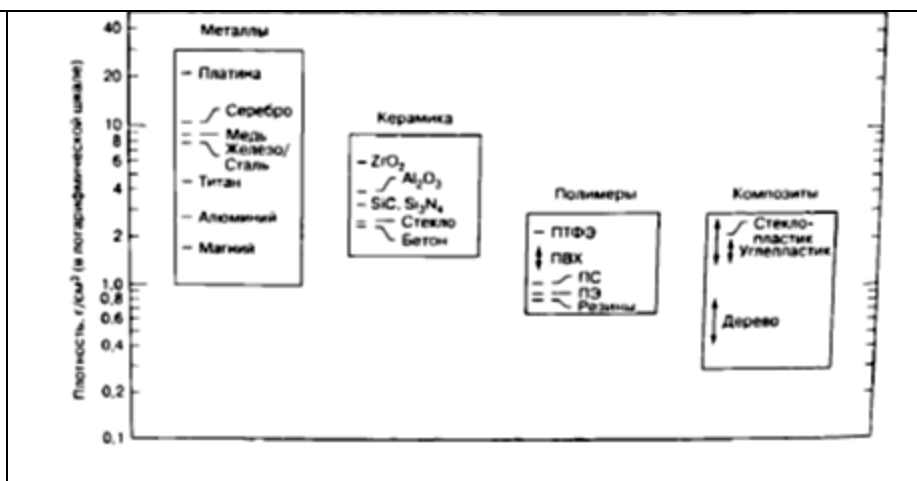 Плотность, г/см³ (в логарифмической шкале)
40
20
10
8
6
4
2
1,0
0,8
0,6
0,4
0,2
0,1
Металлы
Платина
Серебро
Медь
Железо/
Сталь
Титан
Алюминий
Магний
Керамика
ZrO₂
Al₂O₃
SiC. Si₃N₄
Стекло
Бетон
Полимеры
ПТФЭ
ПВХ
ПС
ПЭ
Резины
Композиты
Стекло-
пластик
Углепластик
Дерево